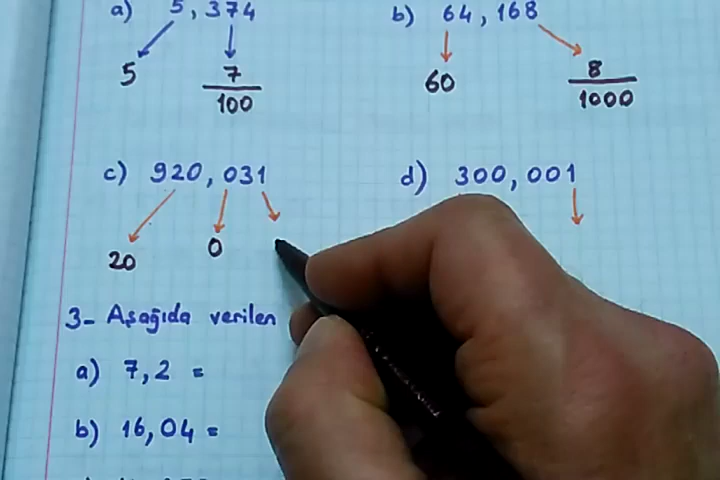 a) 5,374 b) 64,168
5 7/100 60 8/1000
c) 920,031 d) 300,001
20 0
3- Aşağıda verilen
a) 7,2 =
b) 16,04 =